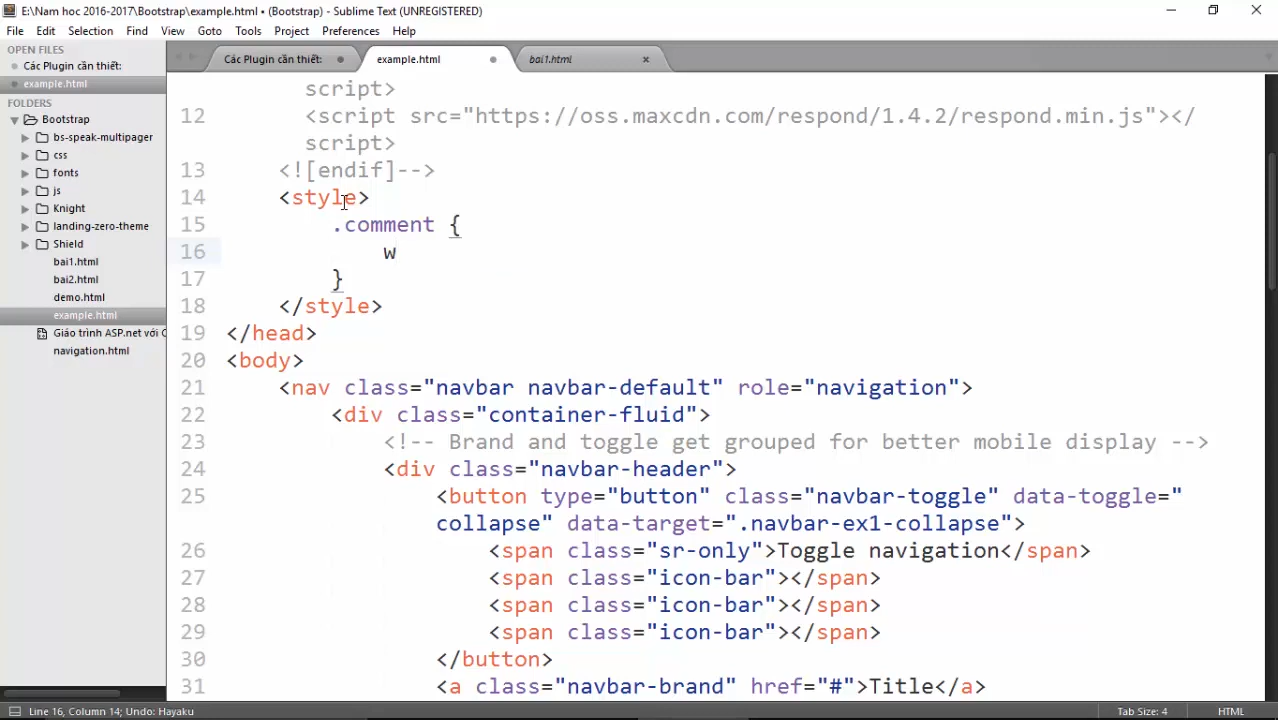 E:\Nam hoc 2016-2017\Bootstrap\example.html • (Bootstrap) - Sublime Text (UNREGISTERED)
File Edit Selection Find View Goto Tools Project Preferences Help
OPEN FILES
Các Plugin cần thiết:
example.html
FOLDERS
Bootstrap
bs-speak-multipager
css
fonts
js
Knight
landing-zero-theme
Shield
bai1.html
bai2.html
demo.html
example.html
Giáo trình ASP.net với C
navigation.html
Các Plugin cần thiết: example.html bai1.html
script>
12 <script src="https://oss.maxcdn.com/respond/1.4.2/respond.min.js"></
script>
13 <![endif]-->
14 <style>
15 .comment {
16 w
17 }
18 </style>
19 </head>
20 <body>
21 <nav class="navbar navbar-default" role="navigation">
22 <div class="container-fluid">
23 <!-- Brand and toggle get grouped for better mobile display -->
24 <div class="navbar-header">
25 <button type="button" class="navbar-toggle" data-toggle="
collapse" data-target=".navbar-ex1-collapse">
26 <span class="sr-only">Toggle navigation</span>
27 <span class="icon-bar"></span>
28 <span class="icon-bar"></span>
29 <span class="icon-bar"></span>
30 </button>
31 <a class="navbar-brand" href="#">Title</a>
Line 16, Column 14; Undo: Hayaku Tab Size: 4 HTML